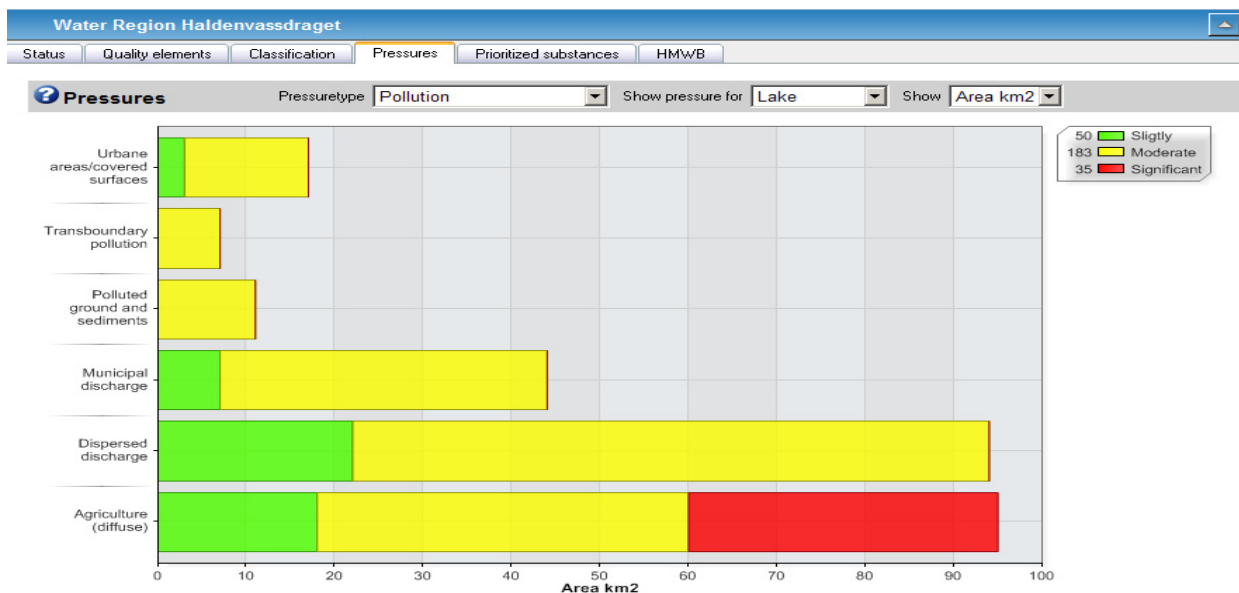 Water Region Haldenvassdraget
Status Quality elements Classification Pressures Prioritized substances HMWB
? Pressures Pressuretype Pollution Show pressure for Lake Show Area km2
50 Sligtly
183 Moderate
35 Significant
Urbane
areas/covered
surfaces
Transboundary
pollution
Polluted
ground and
sediments
Municipal
discharge
Dispersed
discharge
Agriculture
(diffuse)
0 10 20 30 40 50 60 70 80 90 100
Area km2